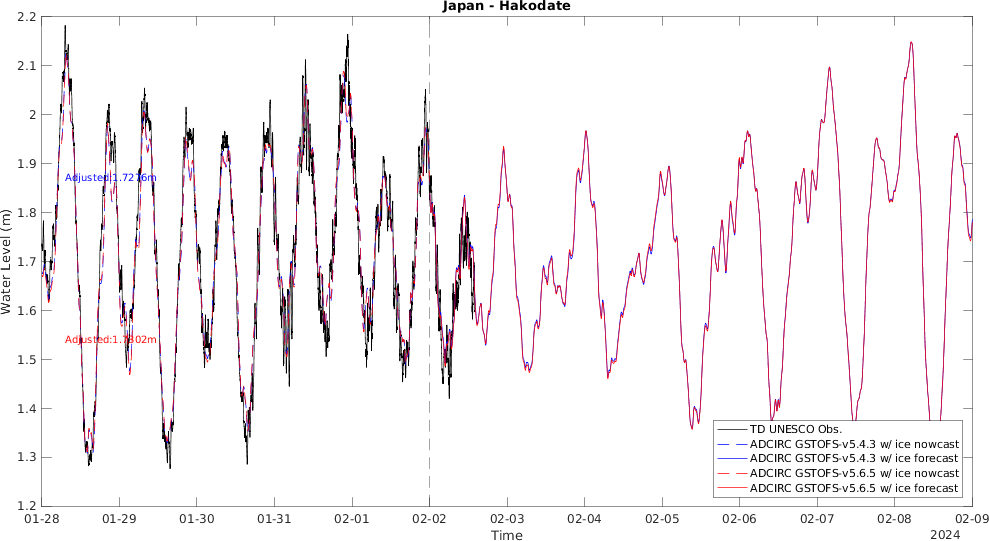 Japan - Hakodate
Water Level (m)
2.2
2.1
2
1.9
1.8
1.7
1.6
1.5
1.4
1.3
1.2
Adjusted:1.7276m
Adjusted:1.7302m
TD UNESCO Obs.
ADCIRC GSTOFS-v5.4.3 w/ ice nowcast
ADCIRC GSTOFS-v5.4.3 w/ ice forecast
ADCIRC GSTOFS-v5.6.5 w/ ice nowcast
ADCIRC GSTOFS-v5.6.5 w/ ice forecast
01-28 01-29 01-30 01-31 02-01 02-02 02-03 02-04 02-05 02-06 02-07 02-08 02-09
Time
2024